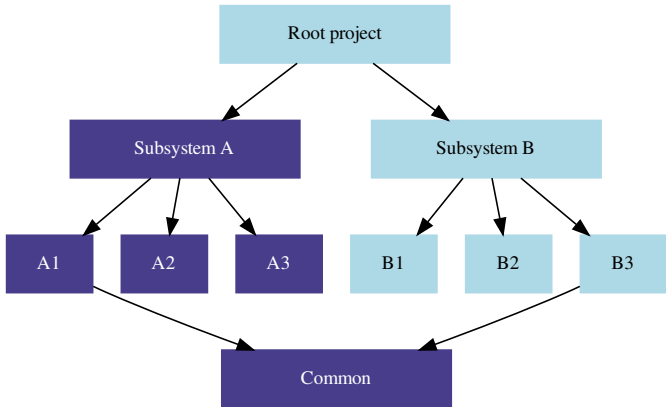 Root project
Subsystem A
Subsystem B
A1
A2
A3
B1
B2
B3
Common